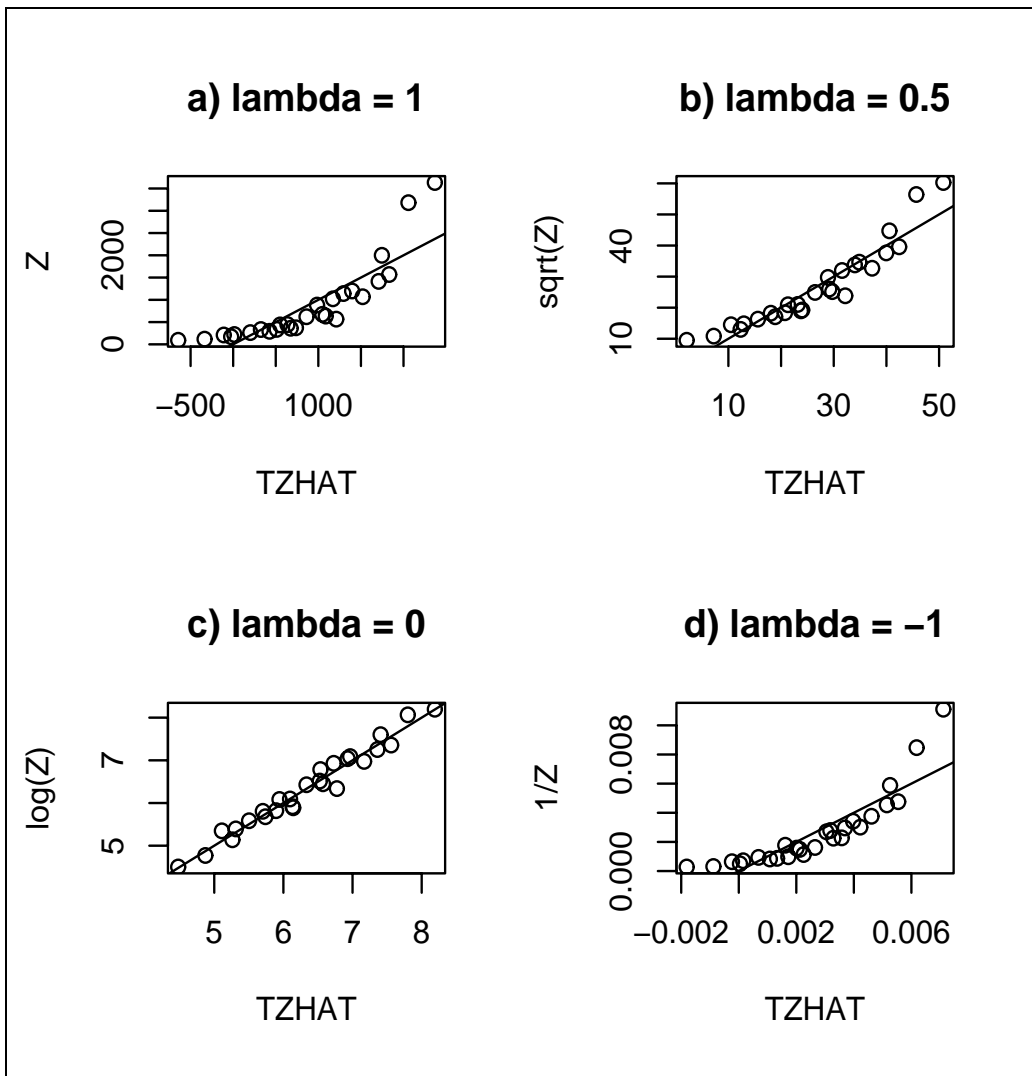 a) lambda = 1
Z
0
2000
−500
1000
TZHAT
b) lambda = 0.5
sqrt(Z)
10
40
10
30
50
TZHAT
c) lambda = 0
log(Z)
5
7
5
6
7
8
TZHAT
d) lambda = −1
1/Z
0.000
0.008
−0.002
0.002
0.006
TZHAT